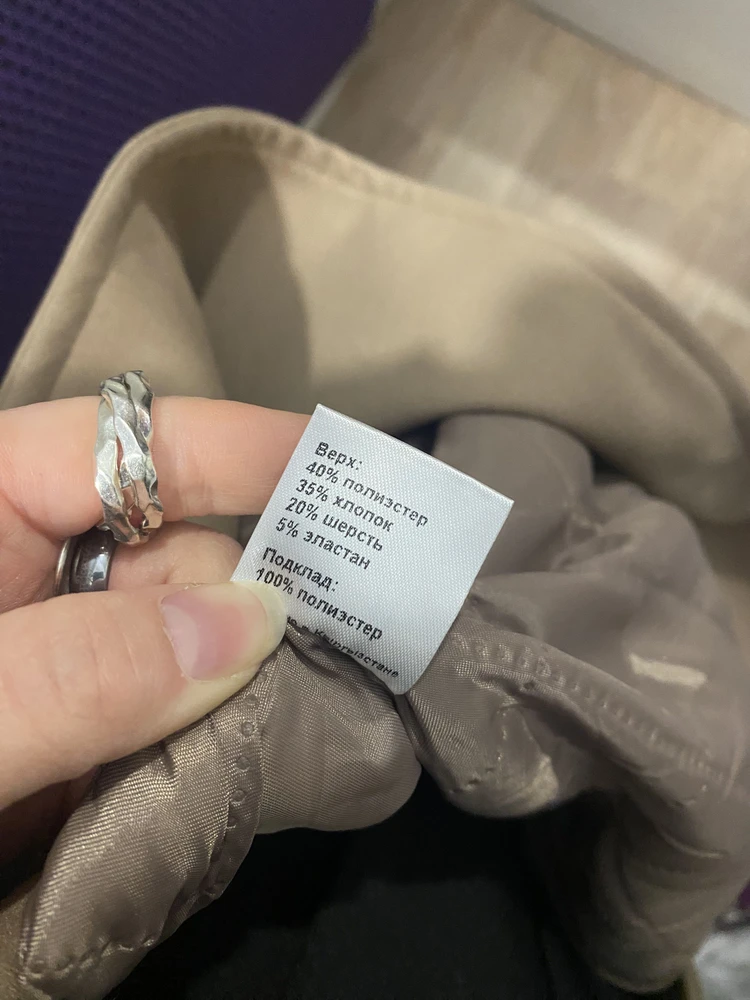 Верх:
40% полиэстер
35% хлопок
20% шерсть
5% эластан
Подклад:
100% полиэстер
в Кыргызстане